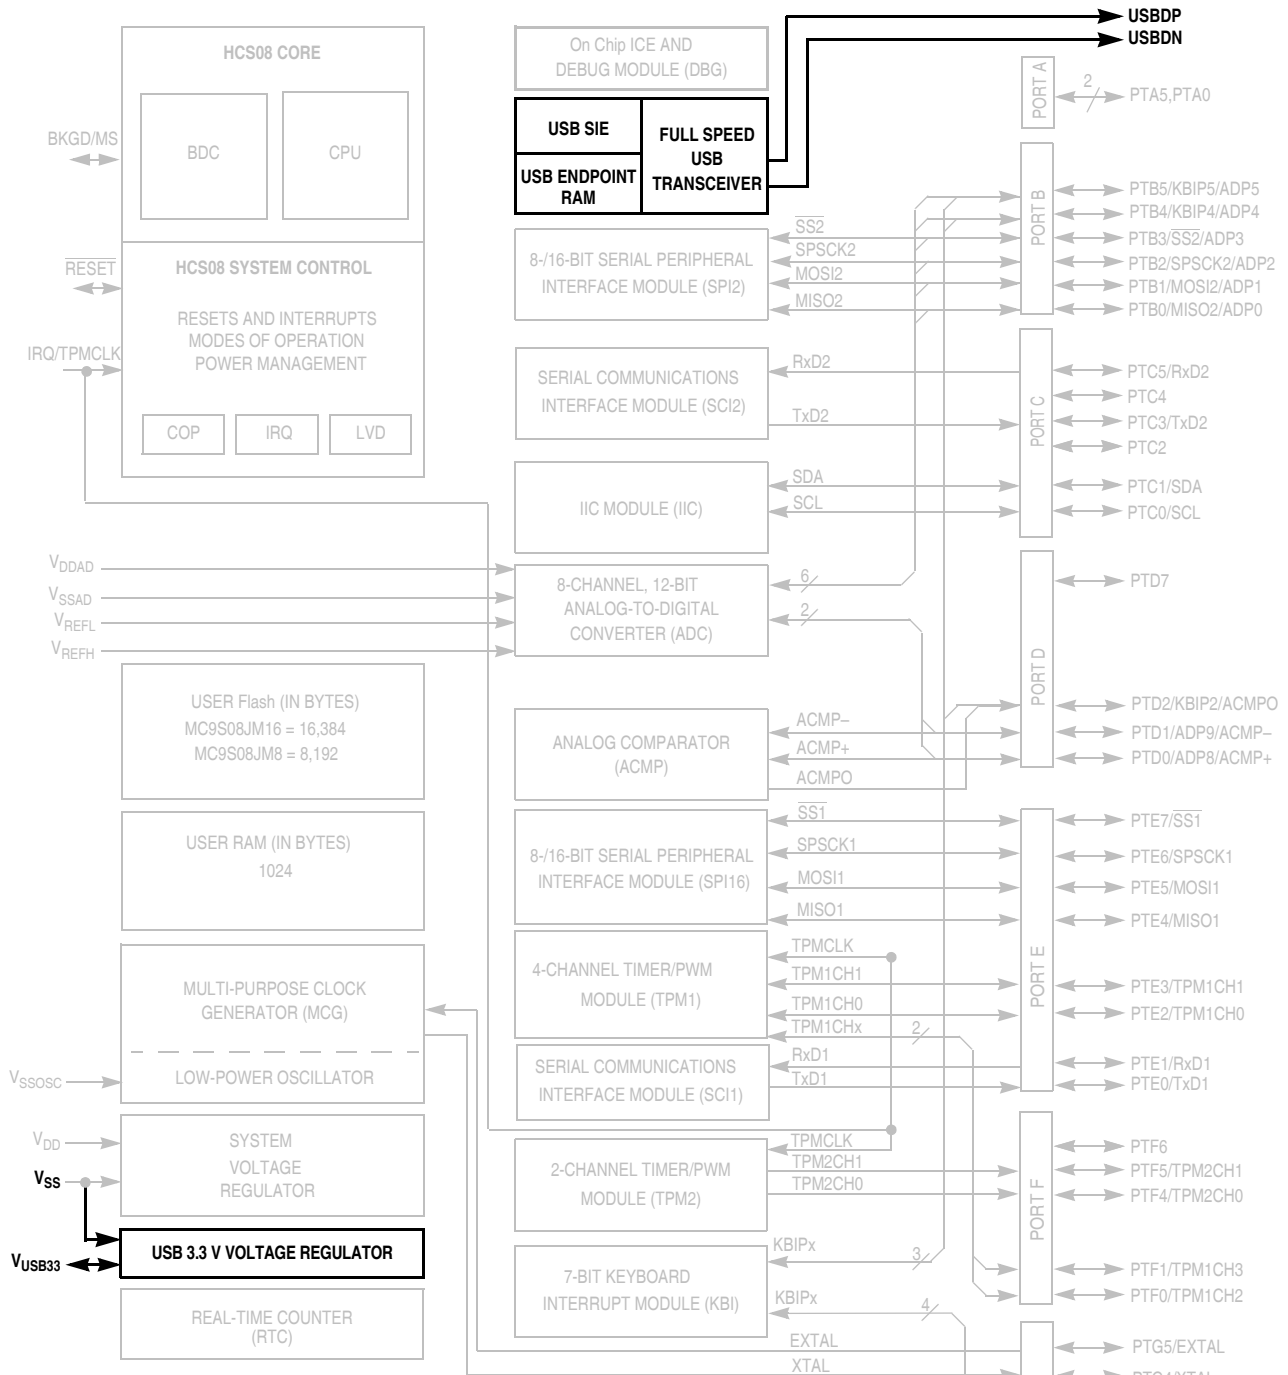 USBDP
USBDN
HCS08 CORE
BDC
CPU
BKGD/MS
RESET
HCS08 SYSTEM CONTROL
RESETS AND INTERRUPTS
MODES OF OPERATION
POWER MANAGEMENT
IRQ/TPMCLK
COP
IRQ
LVD
VDDAD
VSSAD
VREFL
VREFH
USER Flash (IN BYTES)
MC9S08JM16 = 16,384
MC9S08JM8 = 8,192
USER RAM (IN BYTES)
1024
MULTI-PURPOSE CLOCK
GENERATOR (MCG)
LOW-POWER OSCILLATOR
VSSOSC
VDD
VSS
SYSTEM
VOLTAGE
REGULATOR
VUSB33
USB 3.3 V VOLTAGE REGULATOR
REAL-TIME COUNTER
(RTC)
On Chip ICE AND
DEBUG MODULE (DBG)
USB SIE
USB ENDPOINT
RAM
FULL SPEED
USB
TRANSCEIVER
8-/16-BIT SERIAL PERIPHERAL
INTERFACE MODULE (SPI2)
SS2
SPSCK2
MOSI2
MISO2
SERIAL COMMUNICATIONS
INTERFACE MODULE (SCI2)
RxD2
TxD2
IIC MODULE (IIC)
SDA
SCL
8-CHANNEL, 12-BIT
ANALOG-TO-DIGITAL
CONVERTER (ADC)
6
2
ANALOG COMPARATOR
(ACMP)
ACMP–
ACMP+
ACMPO
8-/16-BIT SERIAL PERIPHERAL
INTERFACE MODULE (SPI16)
SS1
SPSCK1
MOSI1
MISO1
4-CHANNEL TIMER/PWM
MODULE (TPM1)
TPMCLK
TPM1CH1
TPM1CH0
TPM1CHx
2
SERIAL COMMUNICATIONS
INTERFACE MODULE (SCI1)
RxD1
TxD1
2-CHANNEL TIMER/PWM
MODULE (TPM2)
TPMCLK
TPM2CH1
TPM2CH0
7-BIT KEYBOARD
INTERRUPT MODULE (KBI)
KBIPx
3
KBIPx
4
EXTAL
XTAL
PORT A
2
PTA5,PTA0
PORT B
PTB5/KBIP5/ADP5
PTB4/KBIP4/ADP4
PTB3/SS2/ADP3
PTB2/SPSCK2/ADP2
PTB1/MOSI2/ADP1
PTB0/MISO2/ADP0
PORT C
PTC5/RxD2
PTC4
PTC3/TxD2
PTC2
PTC1/SDA
PTC0/SCL
PORT D
PTD7
PTD2/KBIP2/ACMPO
PTD1/ADP9/ACMP–
PTD0/ADP8/ACMP+
PORT E
PTE7/SS1
PTE6/SPSCK1
PTE5/MOSI1
PTE4/MISO1
PTE3/TPM1CH1
PTE2/TPM1CH0
PTE1/RxD1
PTE0/TxD1
PORT F
PTF6
PTF5/TPM2CH1
PTF4/TPM2CH0
PTF1/TPM1CH3
PTF0/TPM1CH2
PTG5/EXTAL